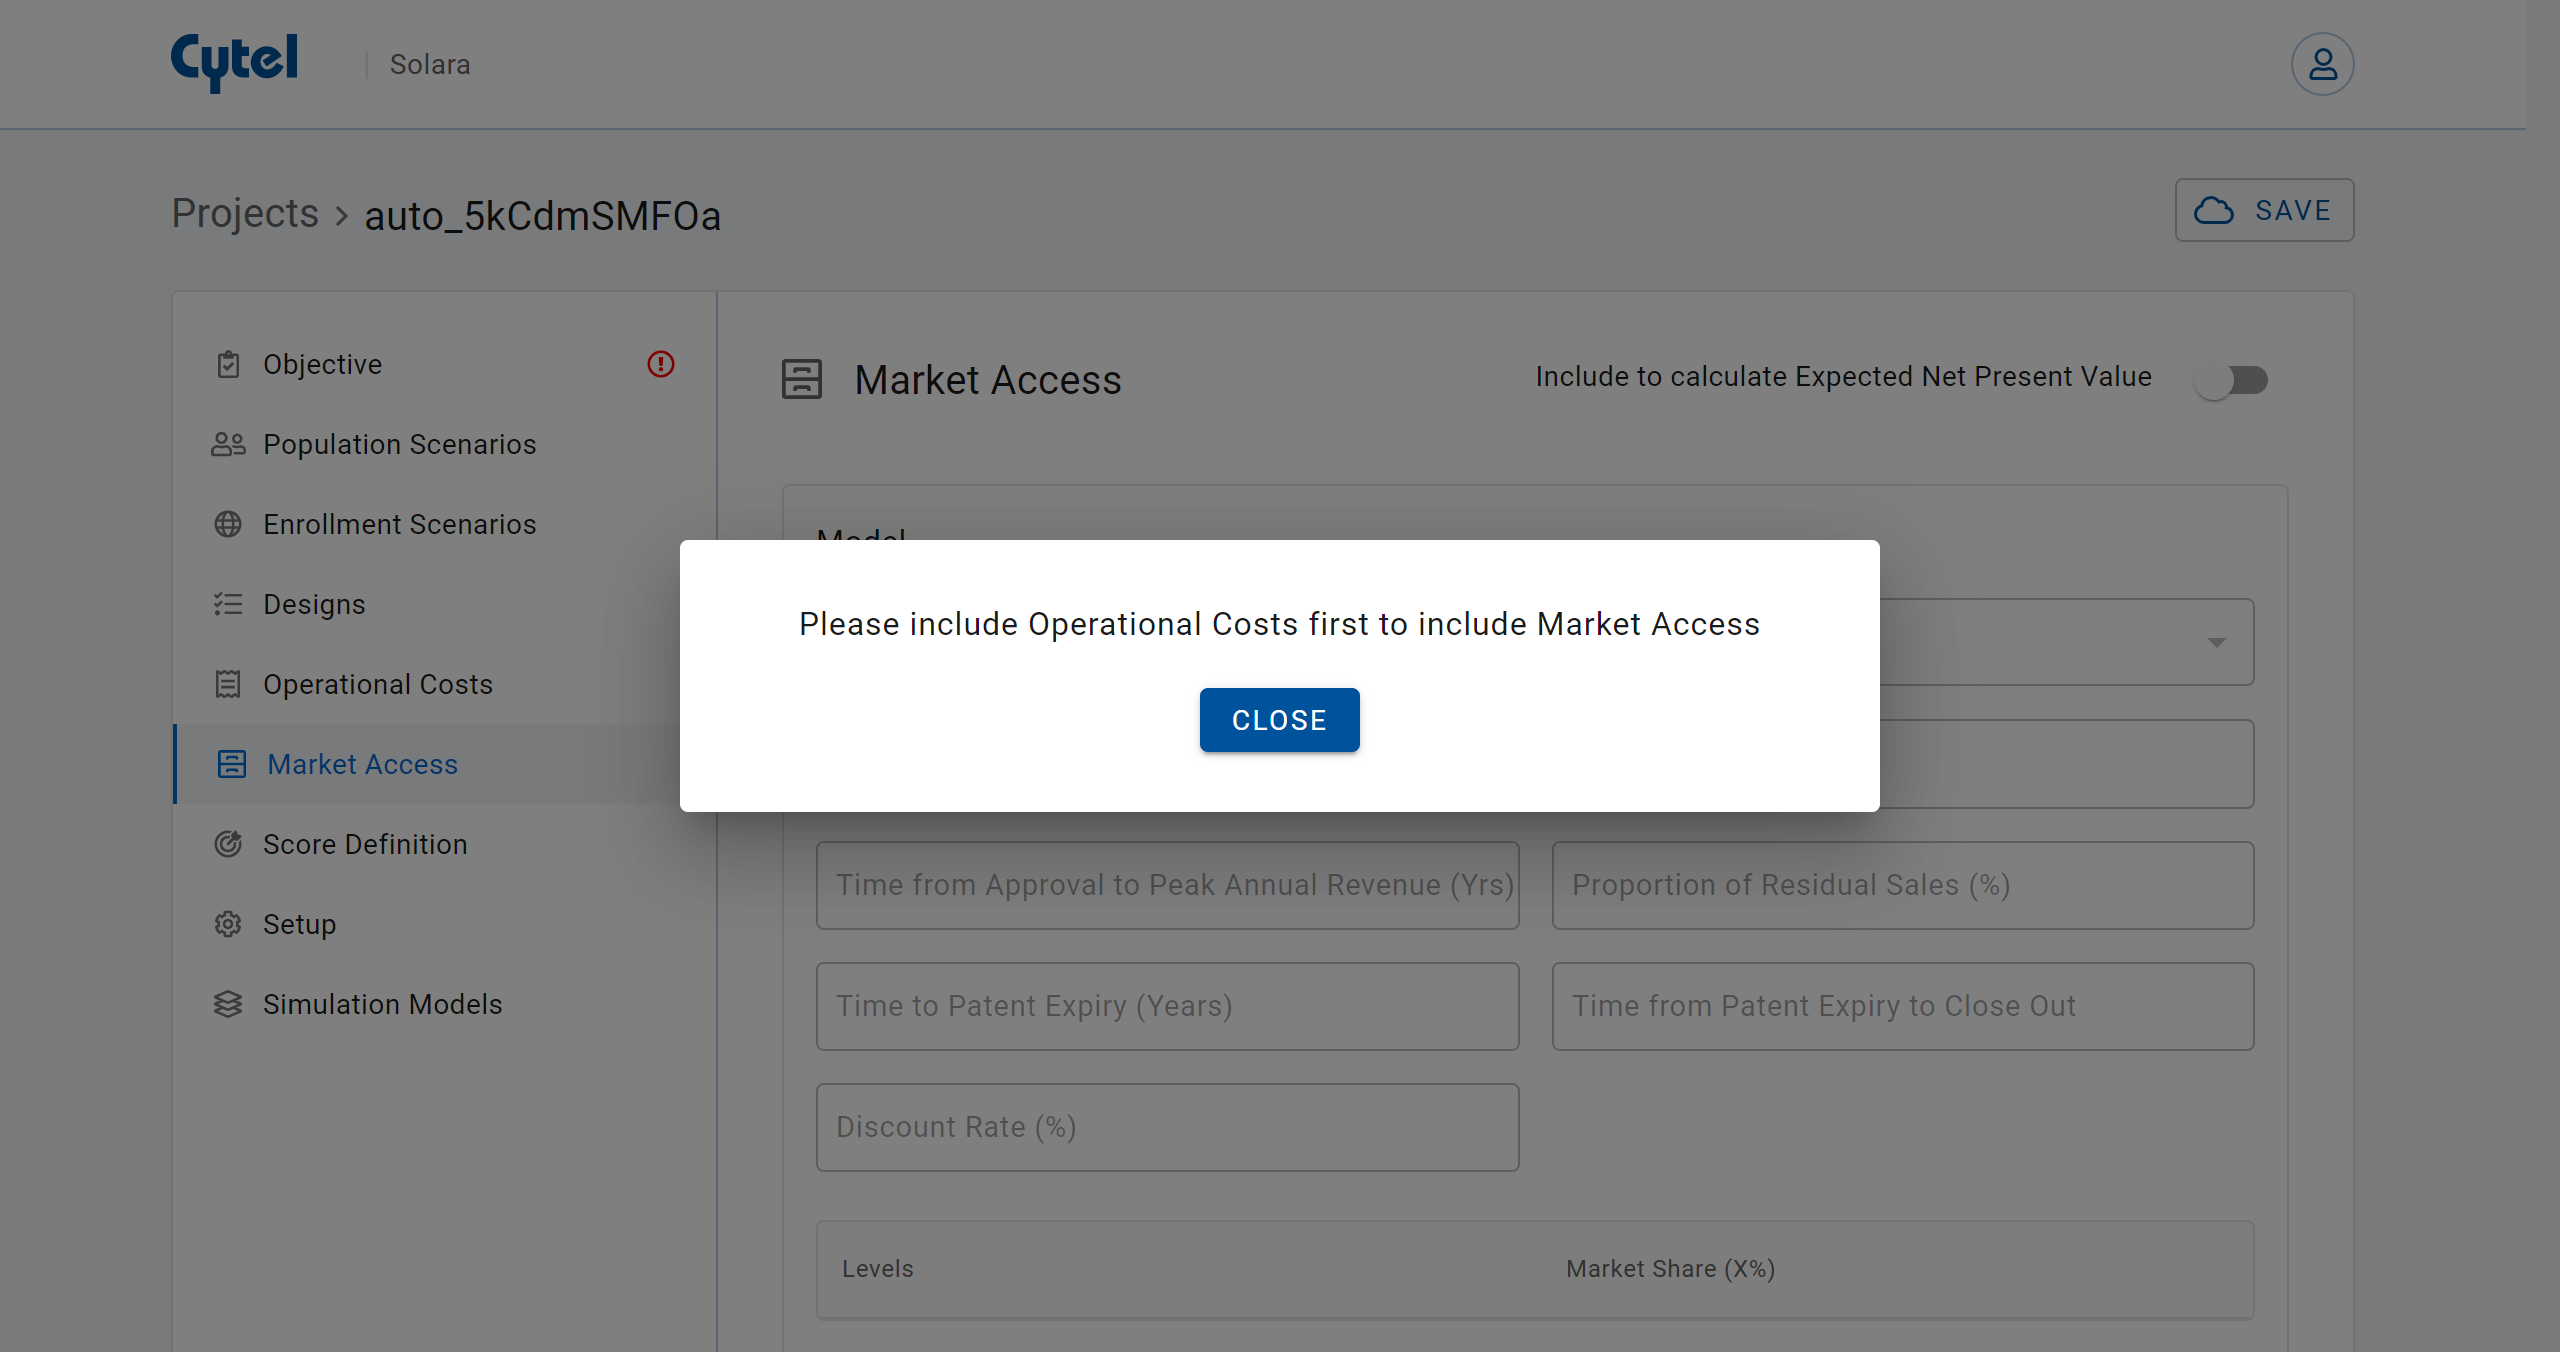 Cytel | Solara
Projects > auto_5kCdmSMFOa
SAVE
Objective
Population Scenarios
Enrollment Scenarios
Designs
Operational Costs
Market Access
Score Definition
Setup
Simulation Models
Market Access
Include to calculate Expected Net Present Value
Model
Please include Operational Costs first to include Market Access
CLOSE
Time from Approval to Peak Annual Revenue (Yrs)
Proportion of Residual Sales (%)
Time to Patent Expiry (Years)
Time from Patent Expiry to Close Out
Discount Rate (%)
Levels
Market Share (X%)